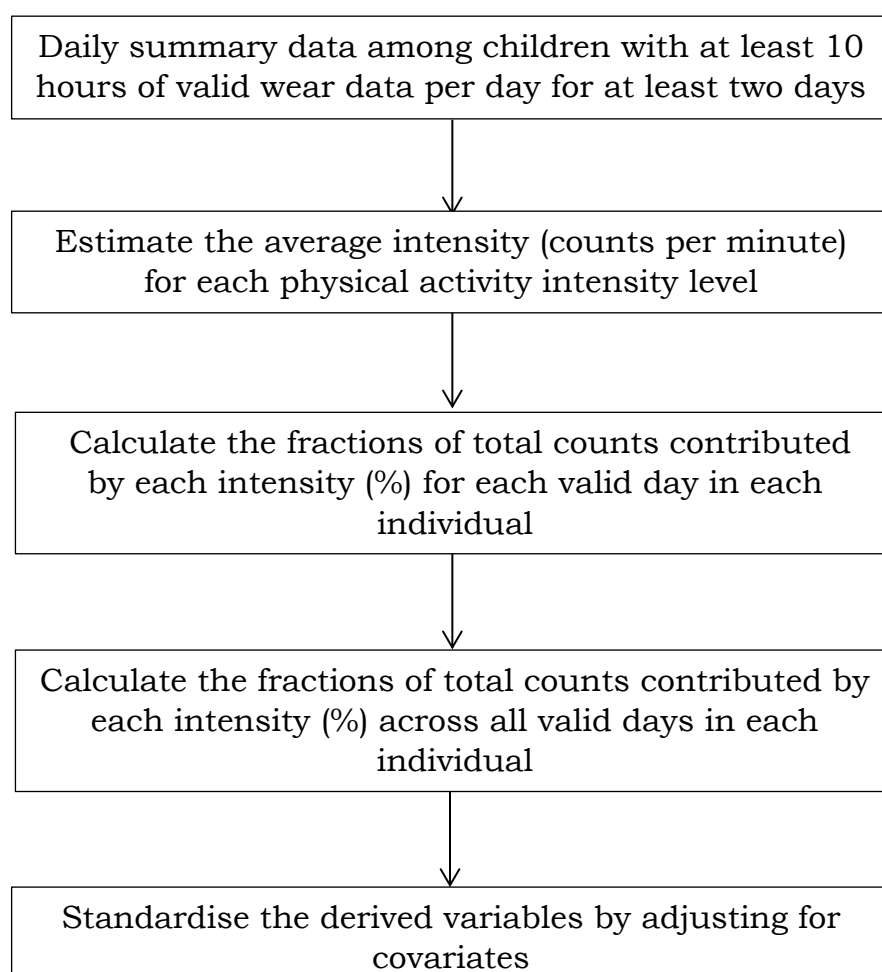 Daily summary data among children with at least 10
hours of valid wear data per day for at least two days
Estimate the average intensity (counts per minute)
for each physical activity intensity level
Calculate the fractions of total counts contributed
by each intensity (%) for each valid day in each
individual
Calculate the fractions of total counts contributed by
each intensity (%) across all valid days in each
individual
Standardise the derived variables by adjusting for
covariates